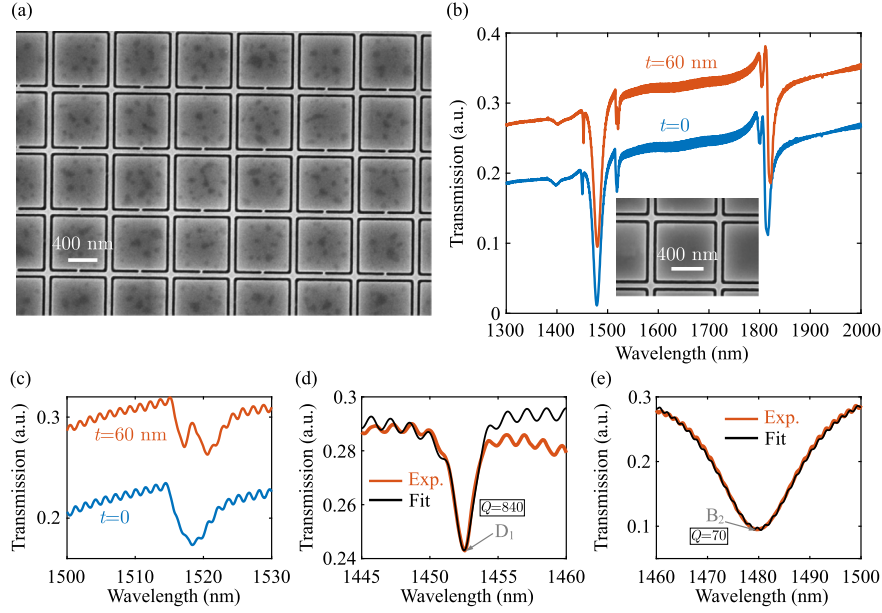 (a)
400 nm
(b)
Transmission (a.u.)
0.4
0.3
0.2
0.1
0
t=60 nm
t=0
400 nm
1300 1400 1500 1600 1700 1800 1900 2000
Wavelength (nm)
(c)
Transmission (a.u.)
0.3
0.2
t=60 nm
t=0
1500 1510 1520 1530
Wavelength (nm)
(d)
Transmission (a.u.)
0.3
0.28
0.26
0.24
Exp.
Fit
Q=840
D₁
1445 1450 1455 1460
Wavelength (nm)
(e)
Transmission (a.u.)
0.3
0.2
0.1
Exp.
Fit
B₂
Q=70
1460 1470 1480 1490 1500
Wavelength (nm)